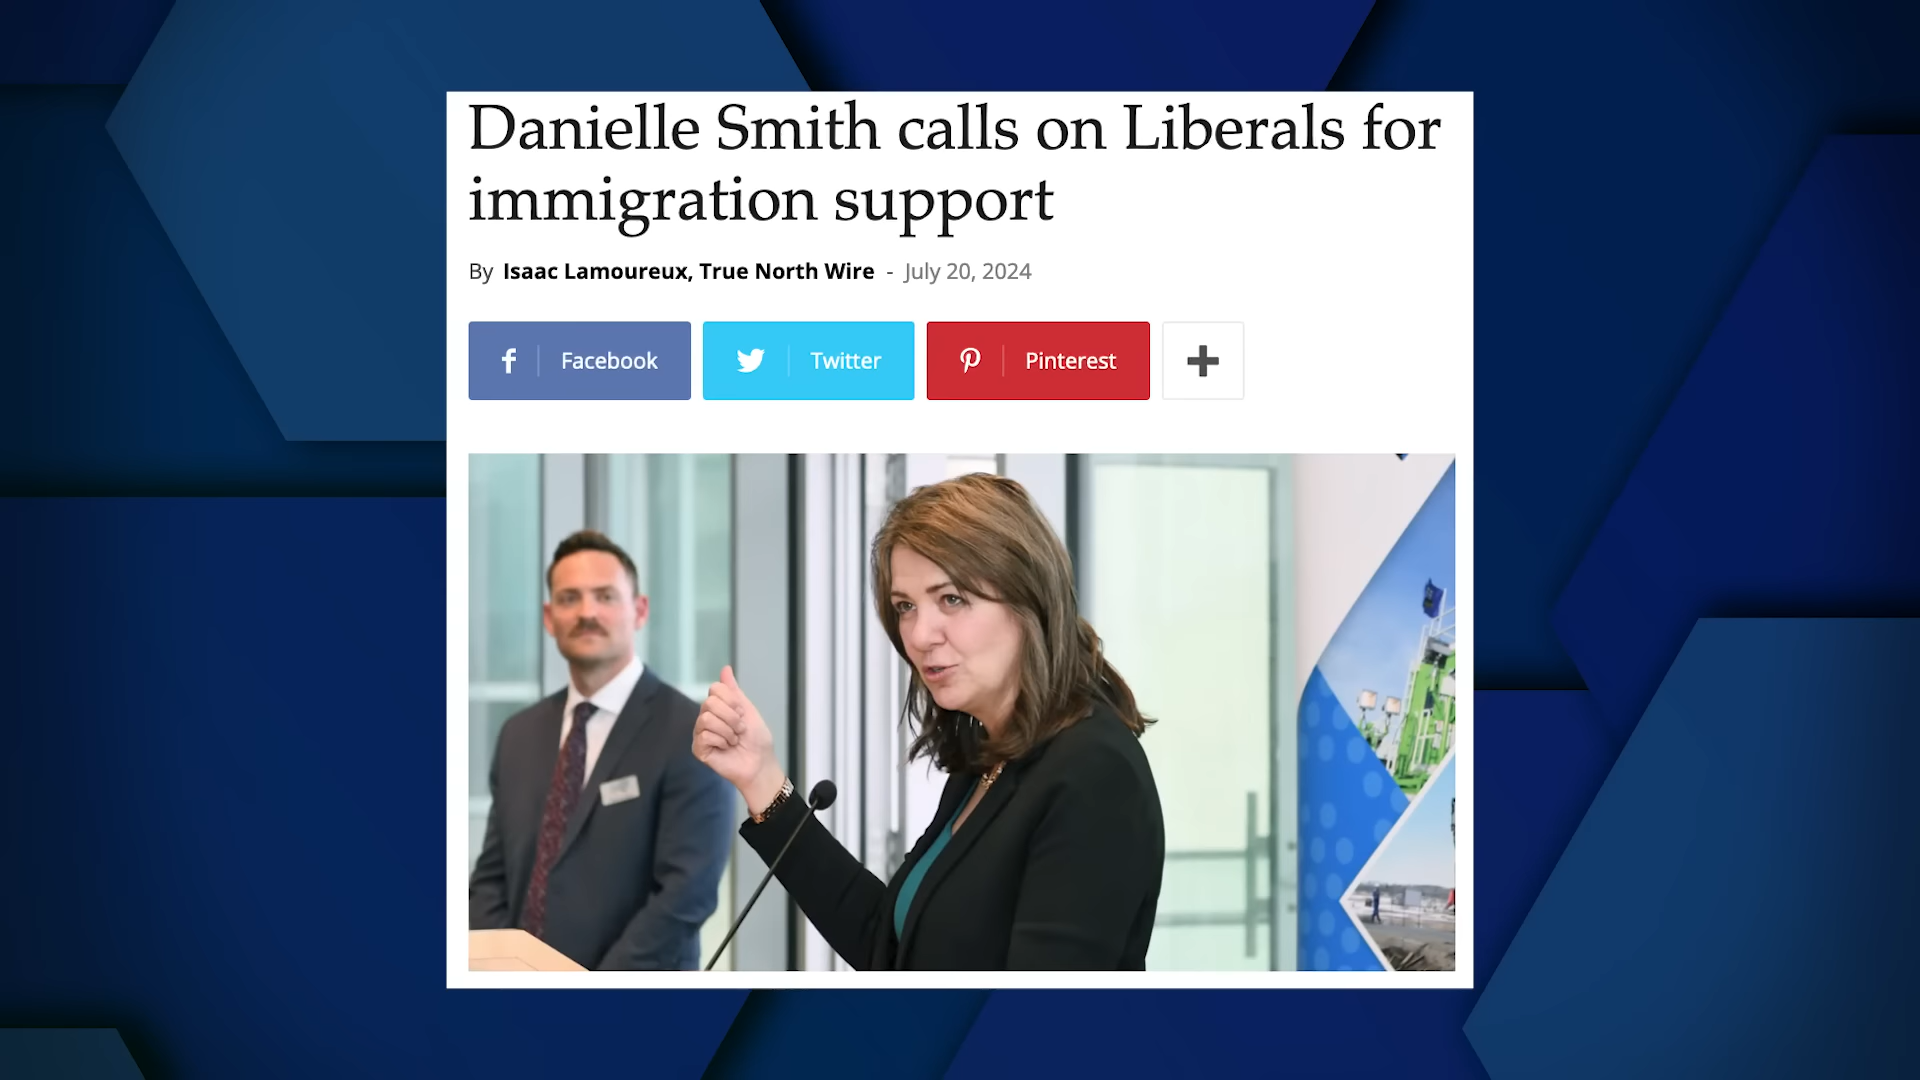 Danielle Smith calls on Liberals for
immigration support
By Isaac Lamoureux, True North Wire - July 20, 2024
Facebook Twitter Pinterest